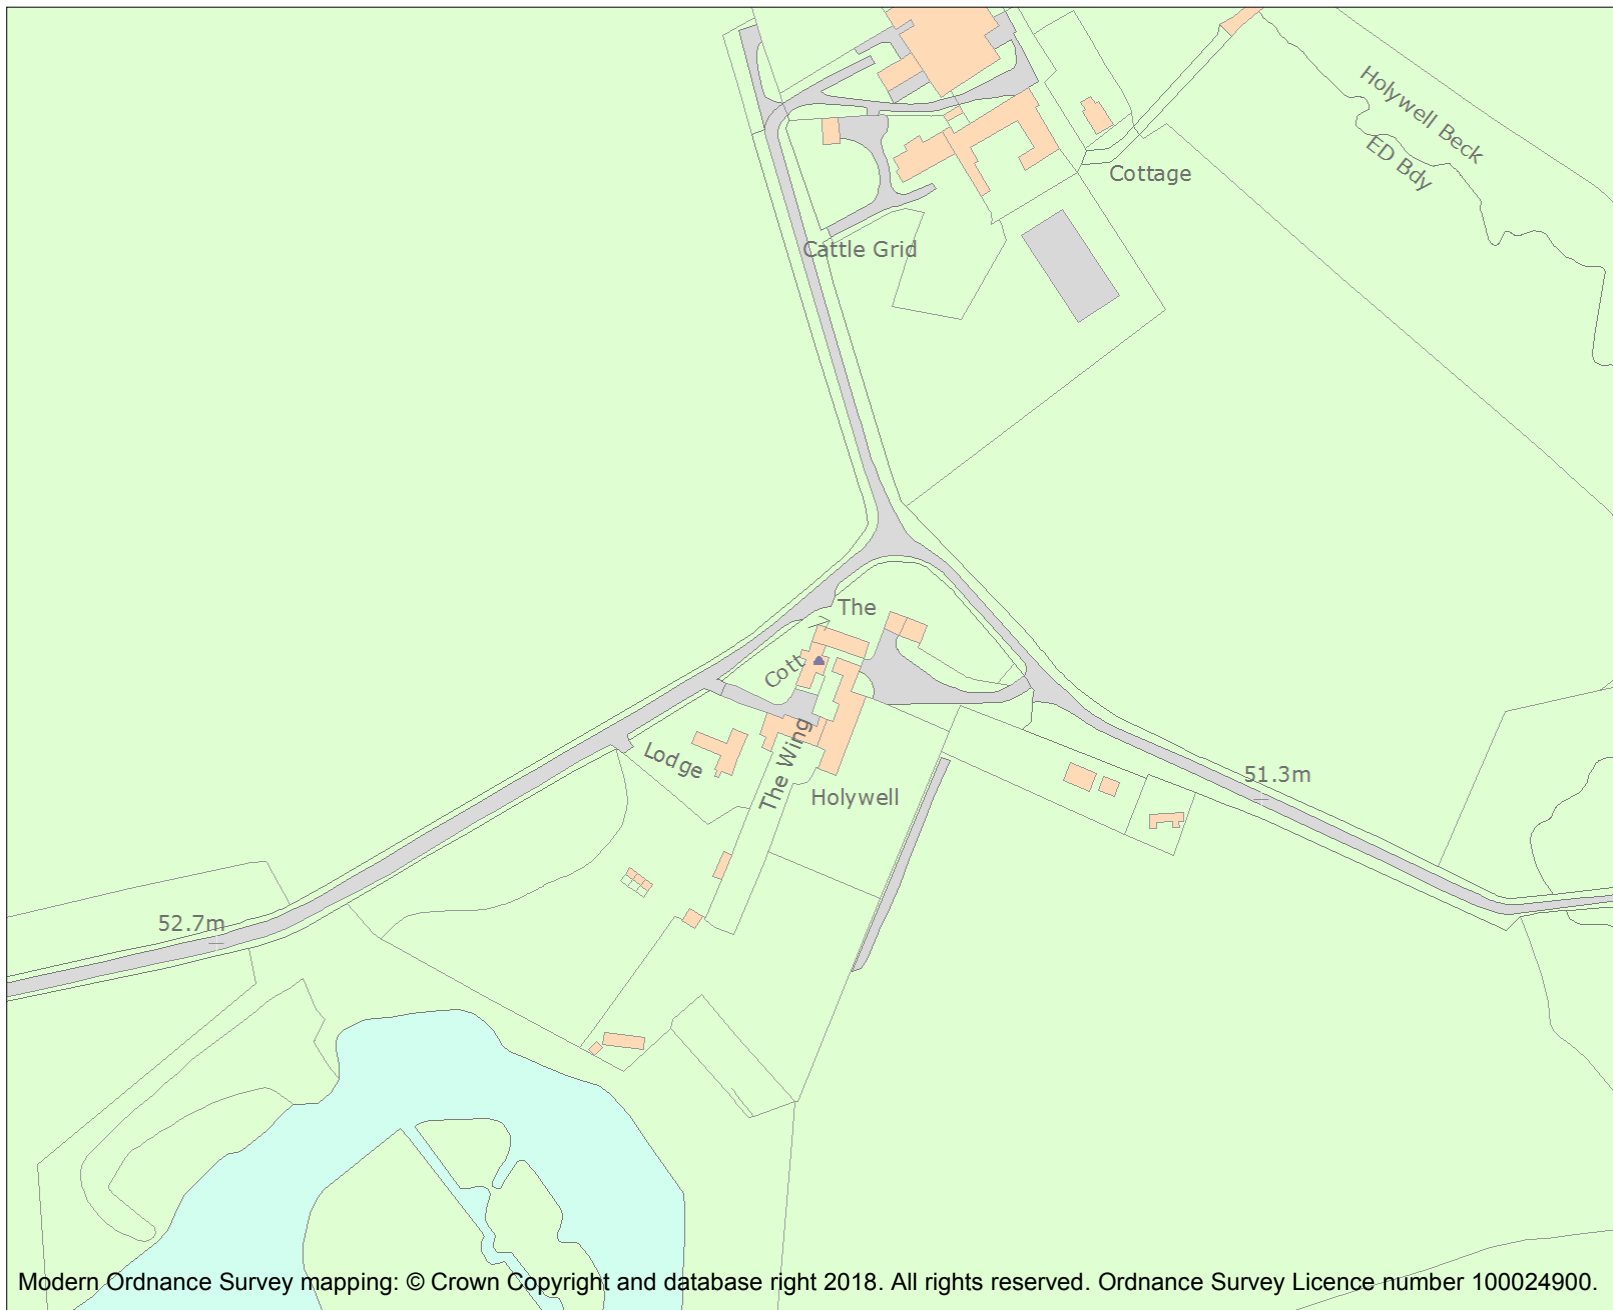 Holywell Beck
ED Bdy
Cottage
Cattle Grid
The
Cott
Lodge
The Wing
Holywell
51.3m
52.7m
Modern Ordnance Survey mapping: © Crown Copyright and database right 2018. All rights reserved. Ordnance Survey Licence number 100024900.